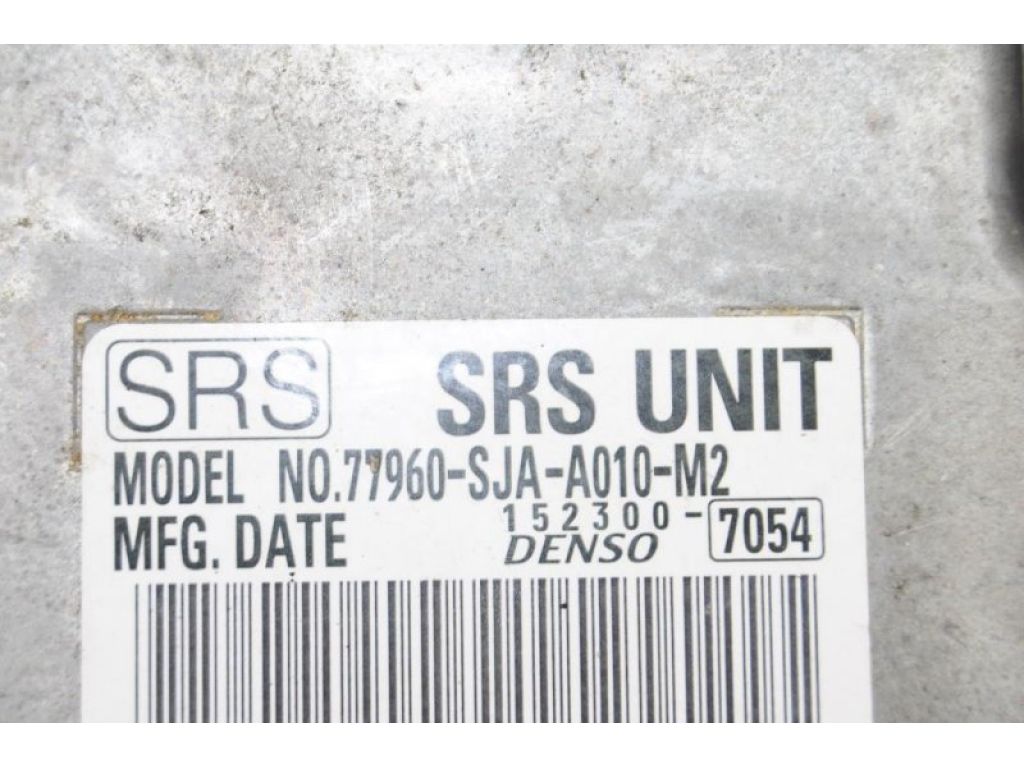 SRS SRS UNIT
MODEL NO.77960-SJA-A010-M2
MFG. DATE 152300-7054
DENSO